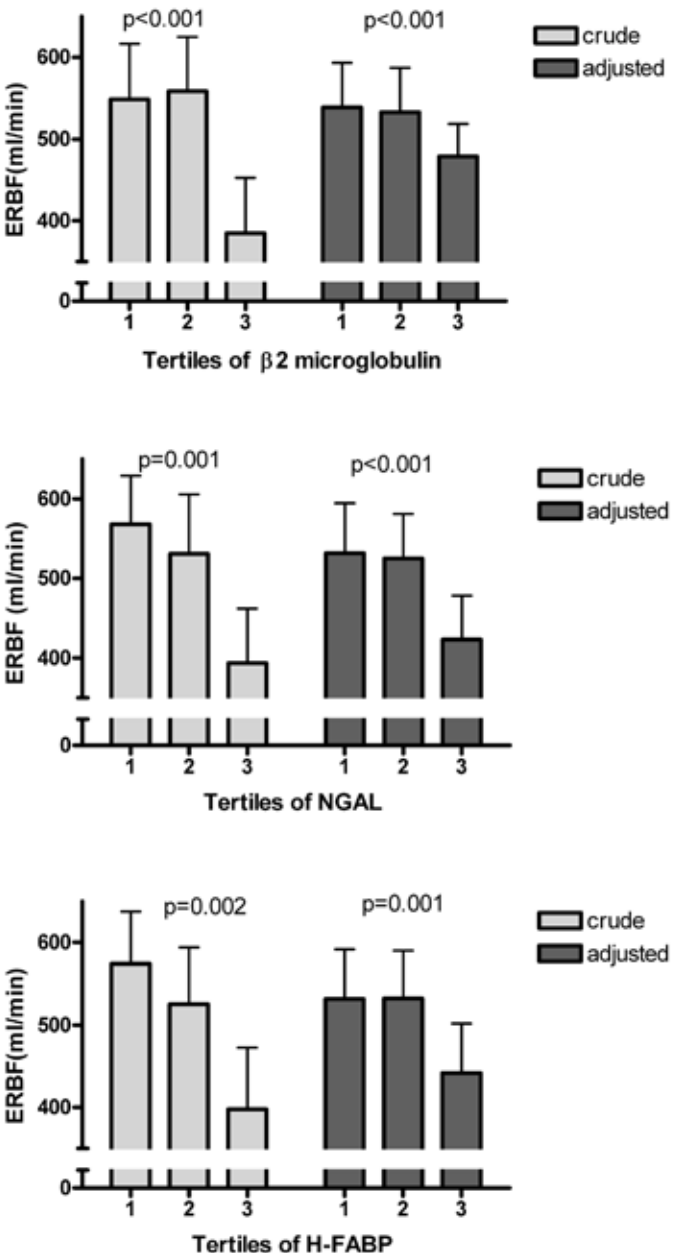 p<0.001
p<0.001
crude
adjusted
ERBF(ml/min)
600
500
400
0
1 2 3 1 2 3
Tertiles of β2 microglobulin
p=0.001
p<0.001
crude
adjusted
ERBF (ml/min)
600
500
400
0
1 2 3 1 2 3
Tertiles of NGAL
p=0.002
p=0.001
crude
adjusted
ERBF(ml/min)
600
500
400
0
1 2 3 1 2 3
Tertiles of H-FABP